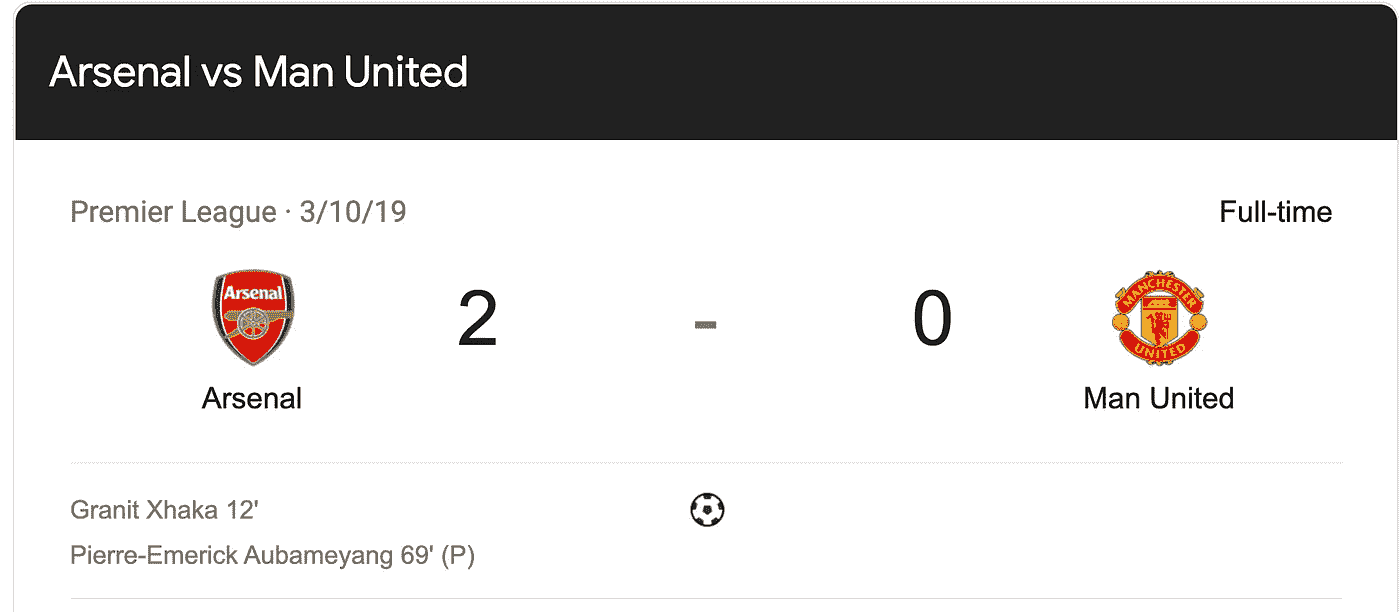 Arsenal vs Man United
Premier League · 3/10/19
Full-time
Arsenal
MANCHESTER
UNITED
2 - 0
Arsenal
Man United
Granit Xhaka 12'
Pierre-Emerick Aubameyang 69' (P)